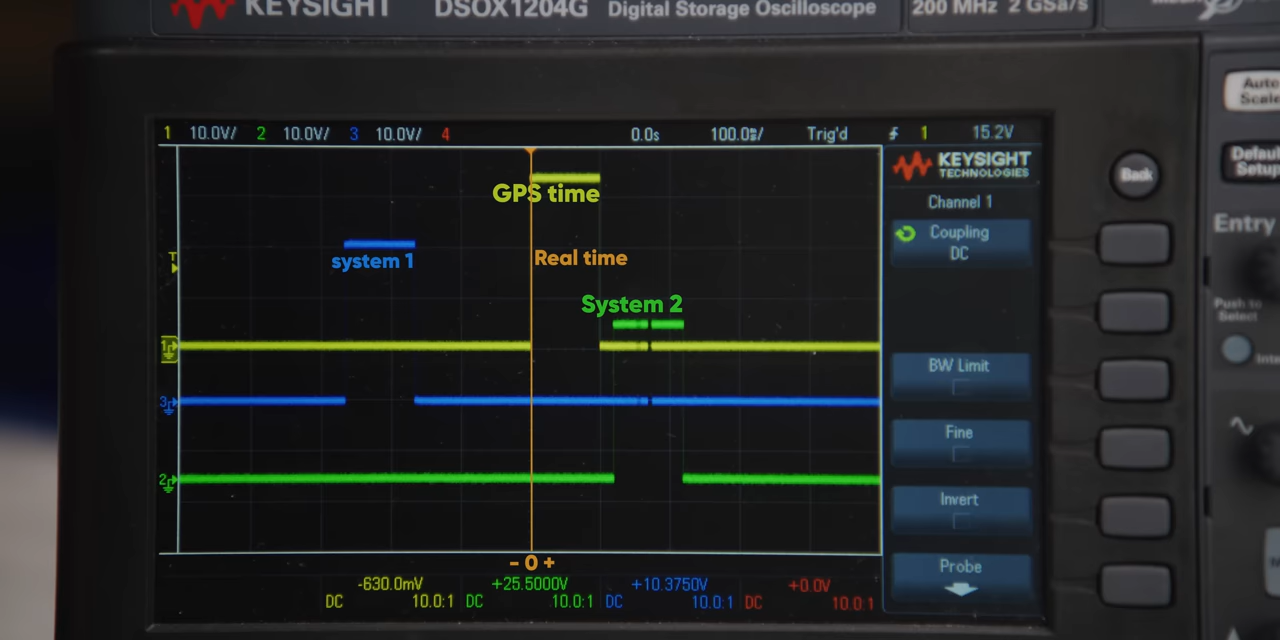 KEYSIGHT DSOX1204G Digital Storage Oscilloscope 200 MHz 2 GSa/s
1 10.0V/ 2 10.0V/ 3 10.0V/ 4 0.0s 100.0ms/ Trig'd 1 15.2V
KEYSIGHT
TECHNOLOGIES
Channel 1
Coupling
DC
BW Limit
Fine
Invert
Probe
GPS time
system 1
Real time
System 2
T
1
3
2
- 0 +
-630.0mV +25.5000V +10.3750V +0.0V
DC 10.0:1 DC 10.0:1 DC 10.0:1 DC 10.0:1
Back
Auto
Scale
Default
Setup
Entry
Push to
Select